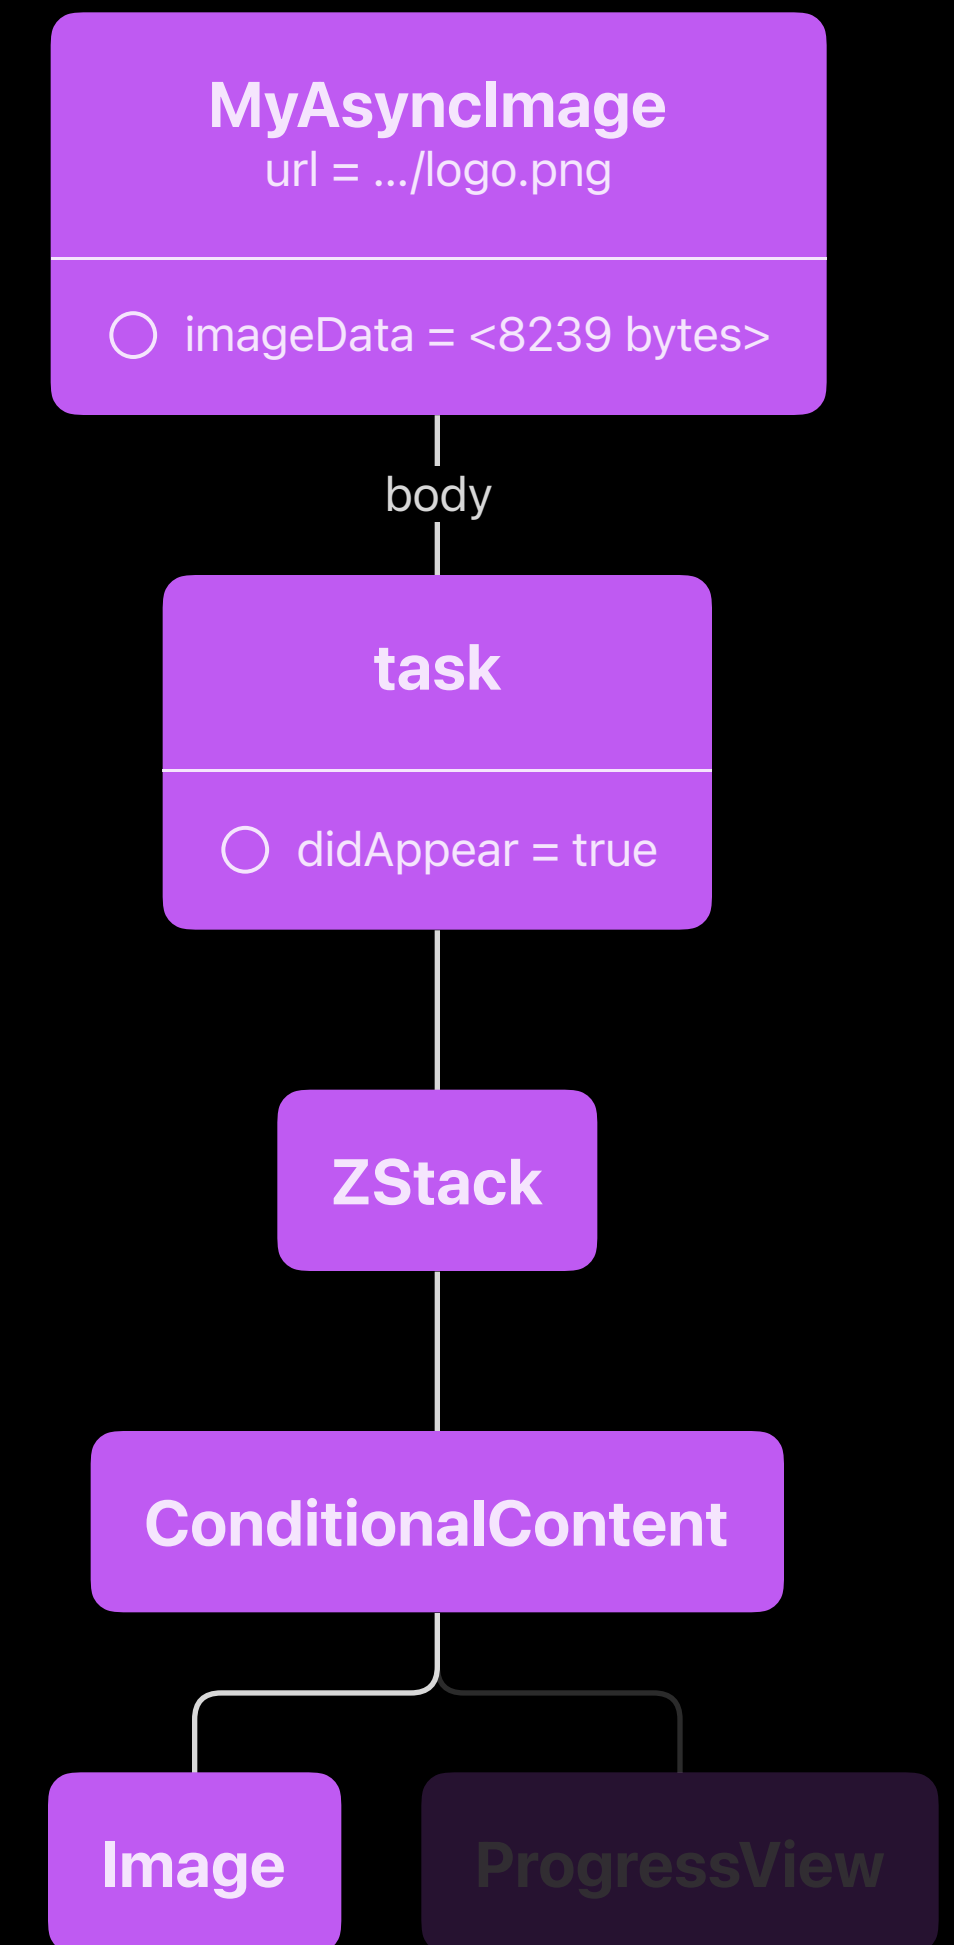 MyAsyncImage
url = .../logo.png
imageData = <8239 bytes>
body
task
didAppear = true
ZStack
ConditionalContent
Image
ProgressView